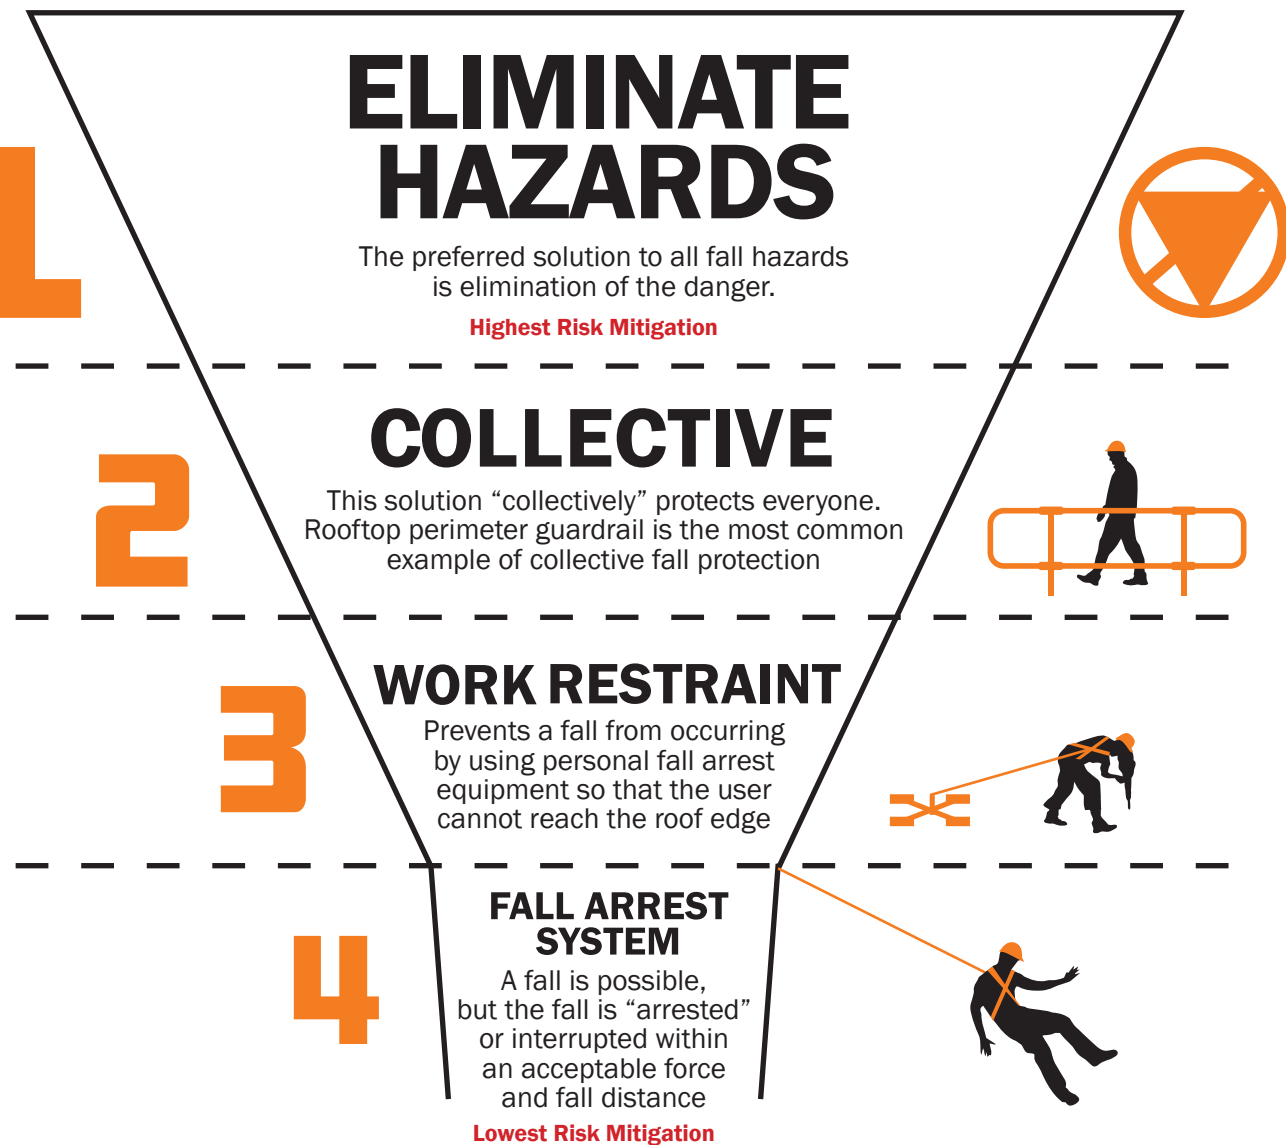 1
ELIMINATE
HAZARDS
The preferred solution to all fall hazards
is elimination of the danger.
Highest Risk Mitigation
2
COLLECTIVE
This solution “collectively” protects everyone.
Rooftop perimeter guardrail is the most common
example of collective fall protection
3
WORK RESTRAINT
Prevents a fall from occurring
by using personal fall arrest
equipment so that the user
cannot reach the roof edge
4
FALL ARREST
SYSTEM
A fall is possible,
but the fall is “arrested”
or interrupted within
an acceptable force
and fall distance
Lowest Risk Mitigation